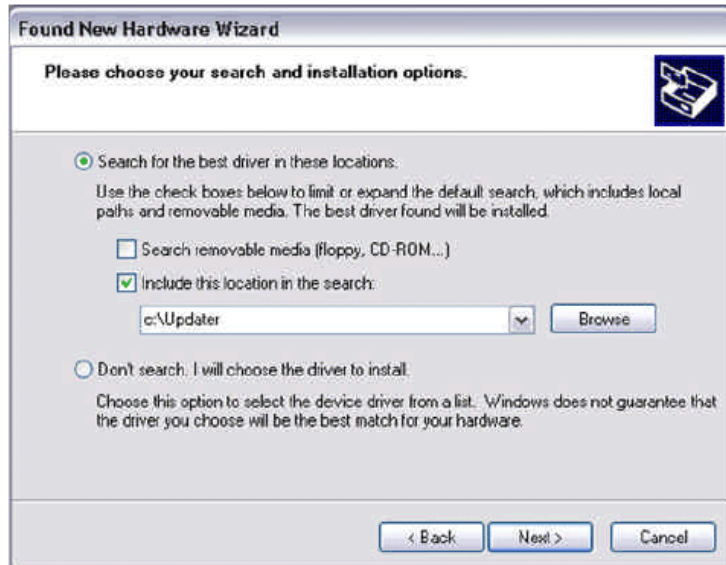 Found New Hardware Wizard
Please choose your search and installation options.
Search for the best driver in these locations.
Use the check boxes below to limit or expand the default search, which includes local
paths and removable media. The best driver found will be installed.
Search removable media (floppy, CD-ROM...)
Include this location in the search:
c:\Updater
Browse
Don't search. I will choose the driver to install.
Choose this option to select the device driver from a list. Windows does not guarantee that
the driver you choose will be the best match for your hardware.
< Back
Next >
Cancel